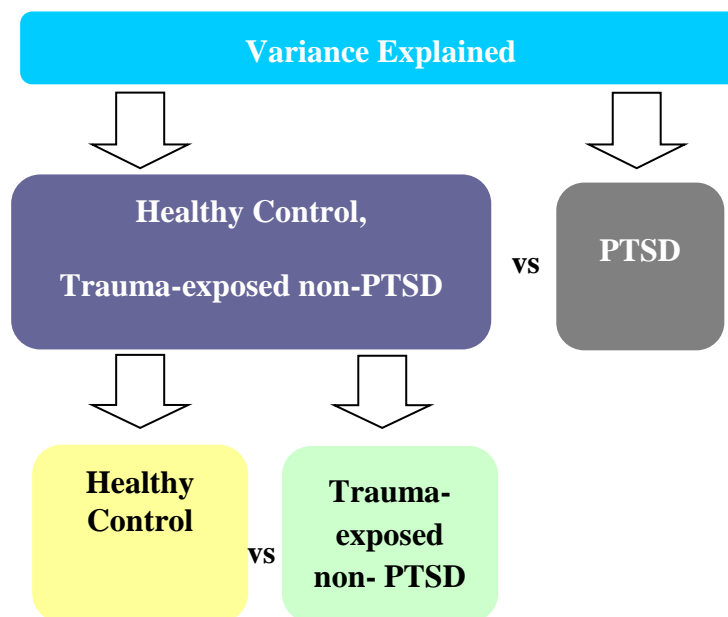 Variance Explained
Healthy Control,
Trauma-exposed non-PTSD
vs
PTSD
Healthy
Control
vs
Trauma-
exposed
non- PTSD